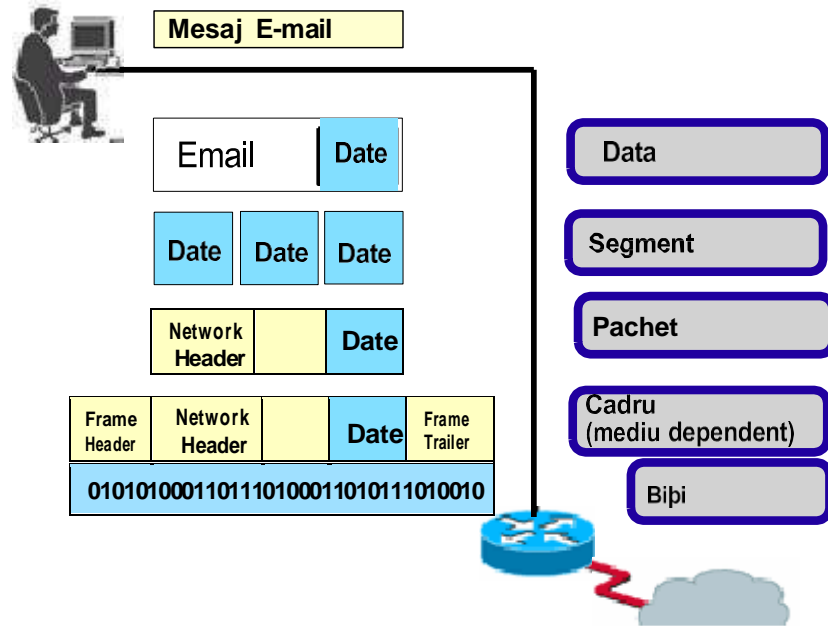 Mesaj E-mail
Email Date
Data
Date Date Date
Segment
Network
Header
Date
Pachet
Frame
Header
Network
Header
Date
Frame
Trailer
Cadru
(mediu dependent)
0101010001101110100011010111010010
Biþi